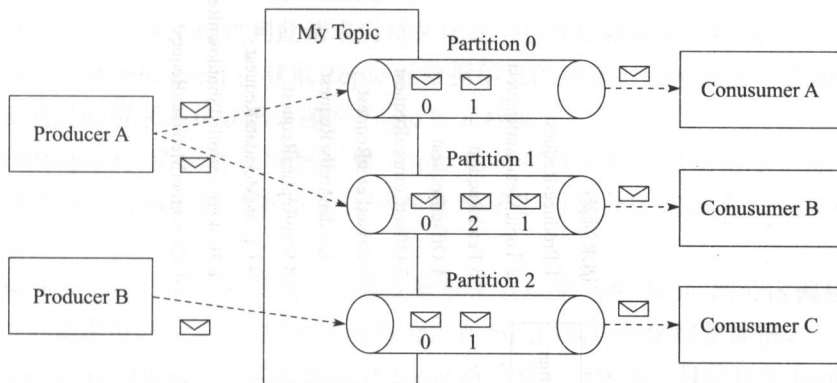 My Topic
Partition 0
0 1
Producer A
Conusumer A
Partition 1
0 2 1
Conusumer B
Producer B
Partition 2
0 1
Conusumer C